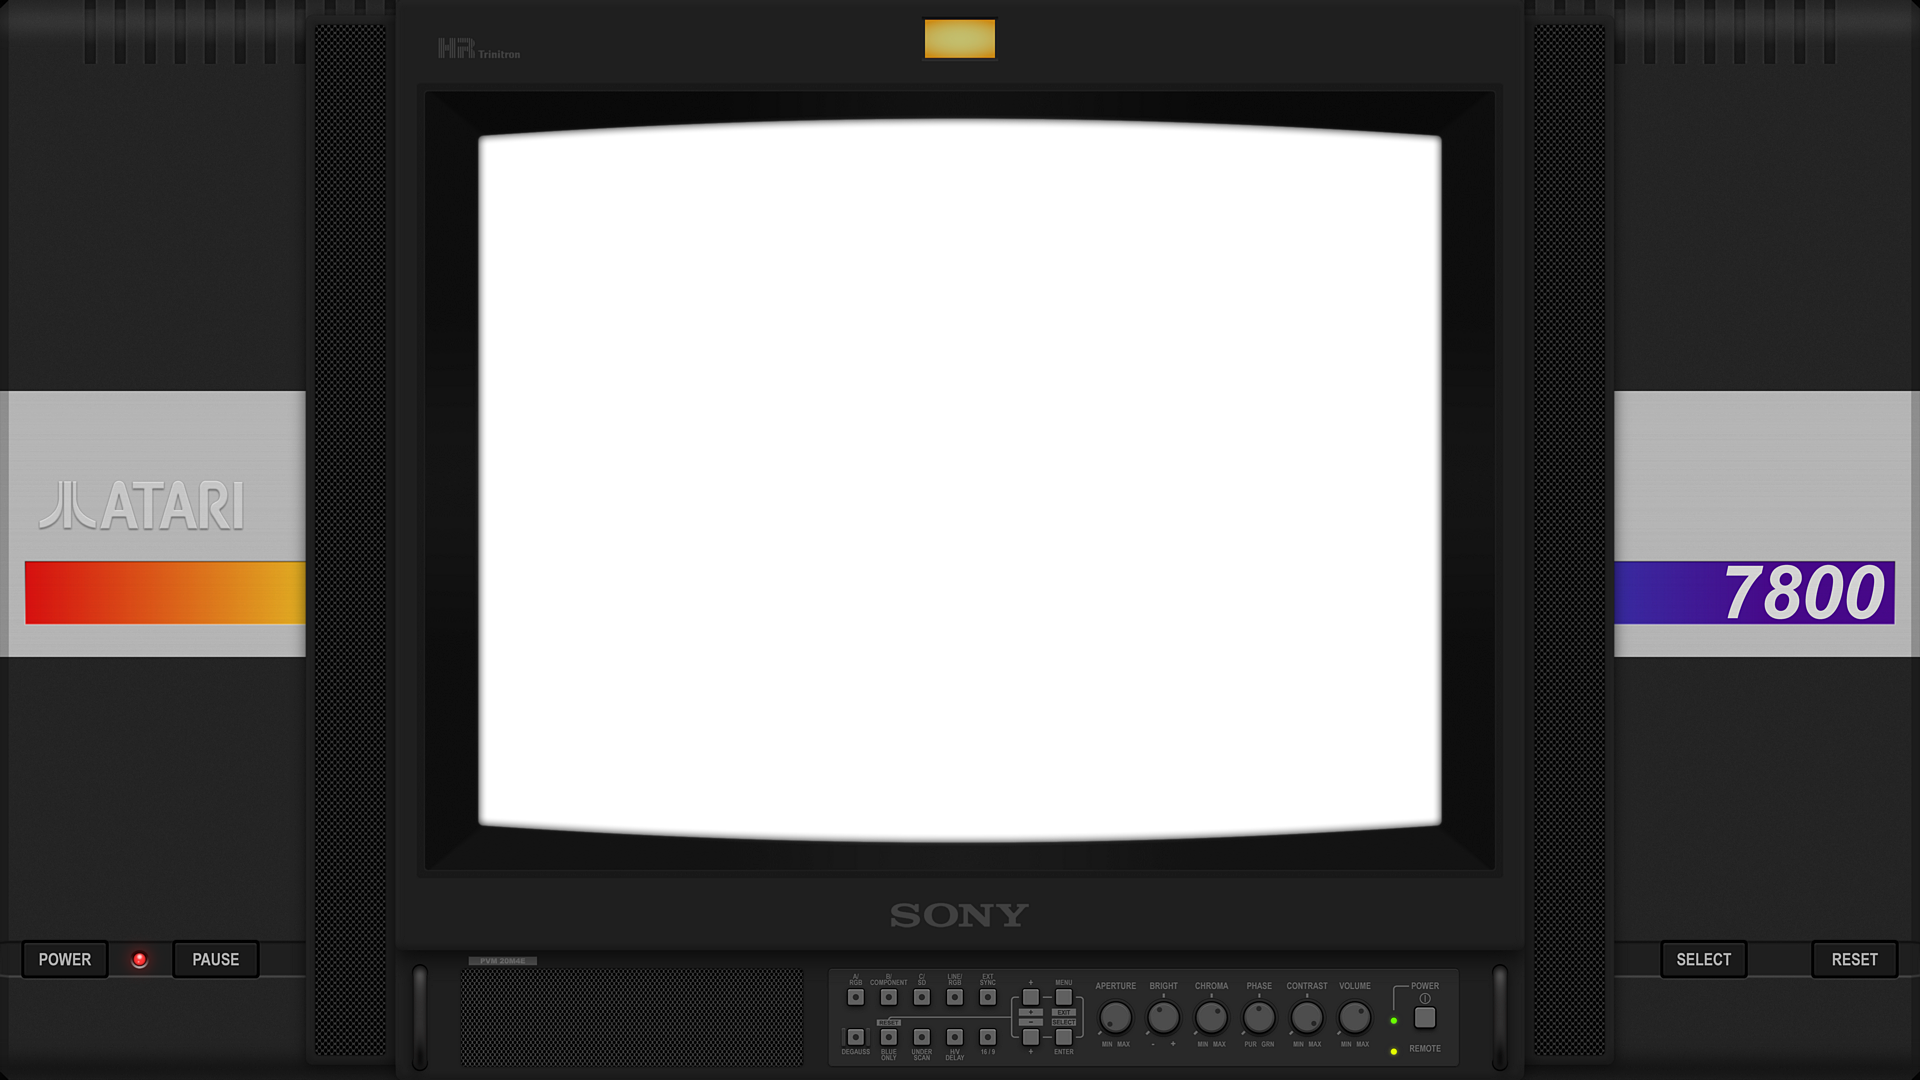 HR Trinitron
ATARI
7800
SONY
POWER
PAUSE
SELECT
RESET
PVM 20M4E
A/
RGB
B/
COMPONENT
C/
SD
LINE/
RGB
EXT
SYNC
+
MENU
+
EXIT
RESET
−
SELECT
DEGAUSS
BLUE
ONLY
UNDER
SCAN
H/V
DELAY
16 / 9
+
ENTER
APERTURE
BRIGHT
CHROMA
PHASE
CONTRAST
VOLUME
MIN MAX
- +
MIN MAX
PUR GRN
MIN MAX
MIN MAX
POWER
REMOTE